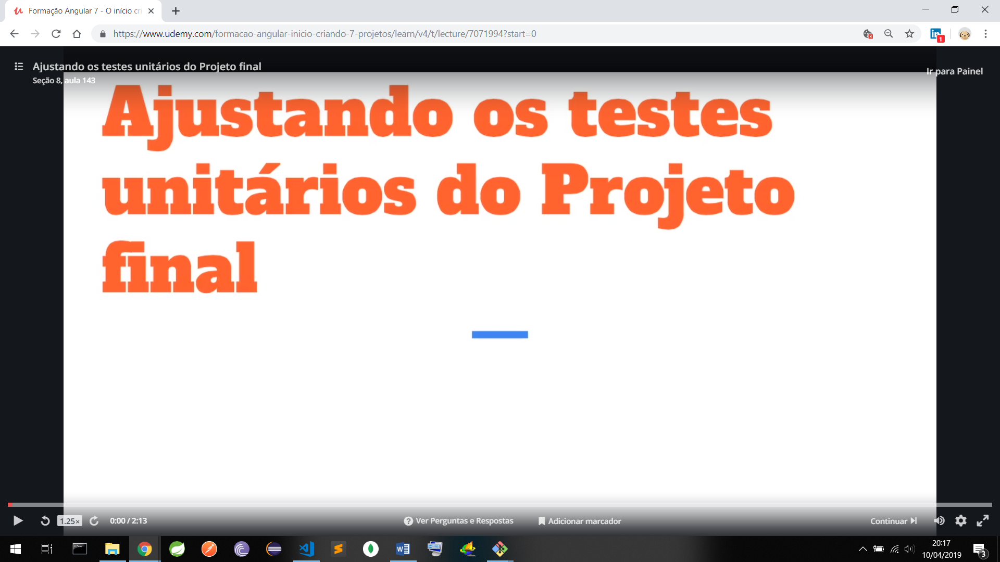 Formação Angular 7 - O início cri
https://www.udemy.com/formacao-angular-inicio-criando-7-projetos/learn/v4/t/lecture/7071994?start=0
1
Ajustando os testes unitários do Projeto final
Seção 8, aula 143
Ir para Painel
Ajustando os testes
unitários do Projeto
final
1.25×
0:00 / 2:13
Ver Perguntas e Respostas
Adicionar marcador
Continuar
20:17
10/04/2019
3